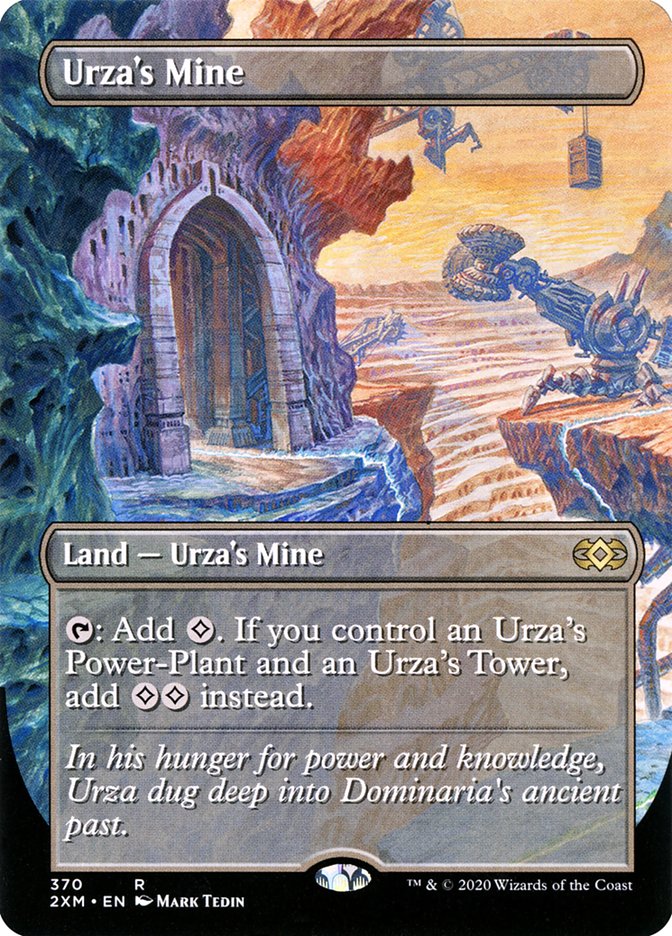 Urza's Mine
Land — Urza's Mine
: Add . If you control an Urza's
Power-Plant and an Urza's Tower,
add instead.
In his hunger for power and knowledge,
Urza dug deep into Dominaria's ancient
past.
370 R
2XM • EN Mark Tedin
™ & © 2020 Wizards of the Coast